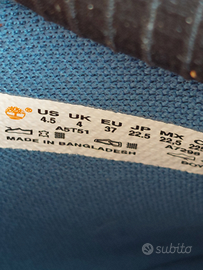 US UK EU JP MX
4.5 4 37 22.5 22,5
A5T51
MADE IN BANGLADESH
subito